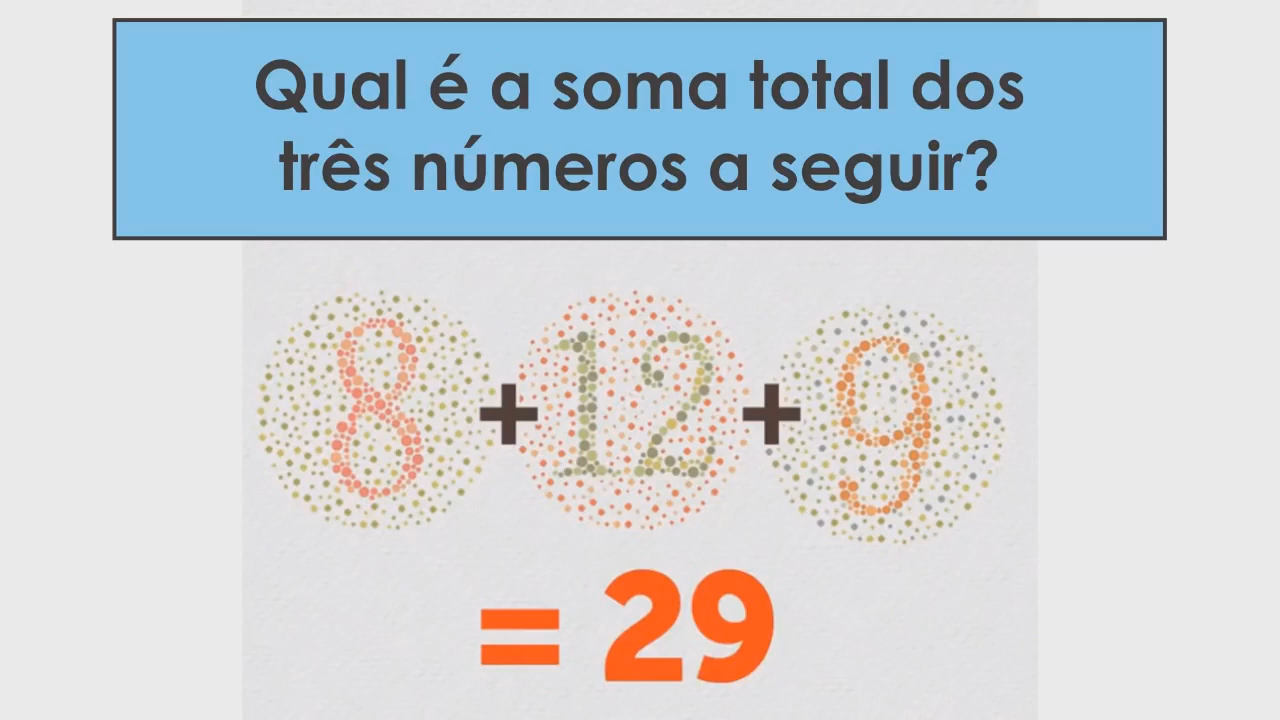 Qual é a soma total dos
três números a seguir?
8 + 12 + 9
= 29